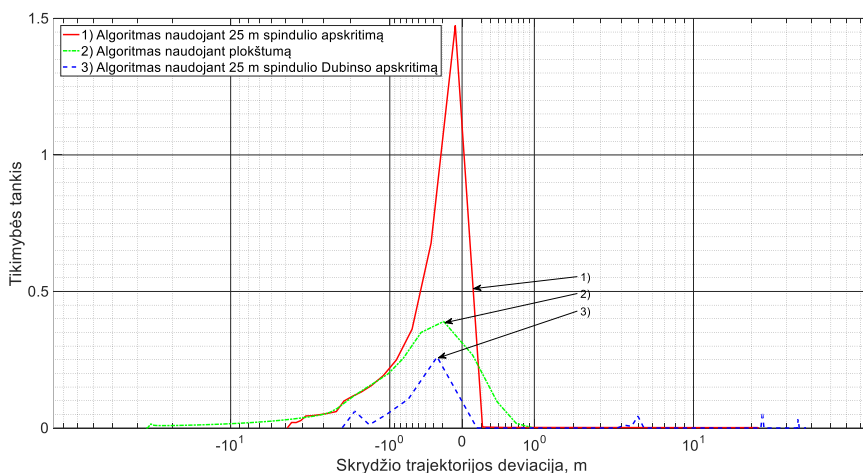 1.5
1) Algoritmas naudojant 25 m spindulio apskritimą
2) Algoritmas naudojant plokštumą
3) Algoritmas naudojant 25 m spindulio Dubinso apskritimą
1
Tikimybės tankis
0.5
1)
2)
3)
0
-10¹ -10⁰ 0 10⁰ 10¹
Skrydžio trajektorijos deviacija, m